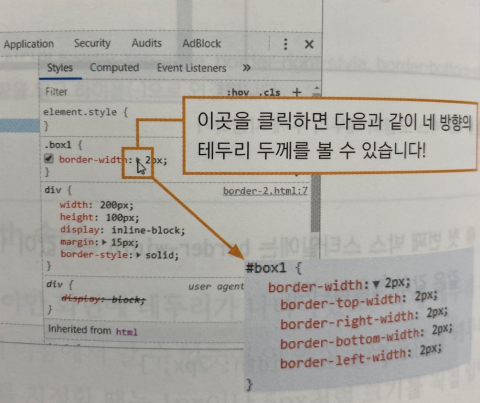 Application Security Audits AdBlock
Styles Computed Event Listeners »
Filter :hov .cls +
element.style {
}
이곳을 클릭하면 다음과 같이 네 방향의
테두리 두께를 볼 수 있습니다!
.box1 {
border-width: 2px;
}
div { border-2.html:7
width: 200px;
height: 100px;
display: inline-block;
margin: 15px;
border-style: solid;
}
div { user agent
display: block;
}
Inherited from html
#box1 {
border-width: 2px;
border-top-width: 2px;
border-right-width: 2px;
border-bottom-width: 2px;
border-left-width: 2px;
}